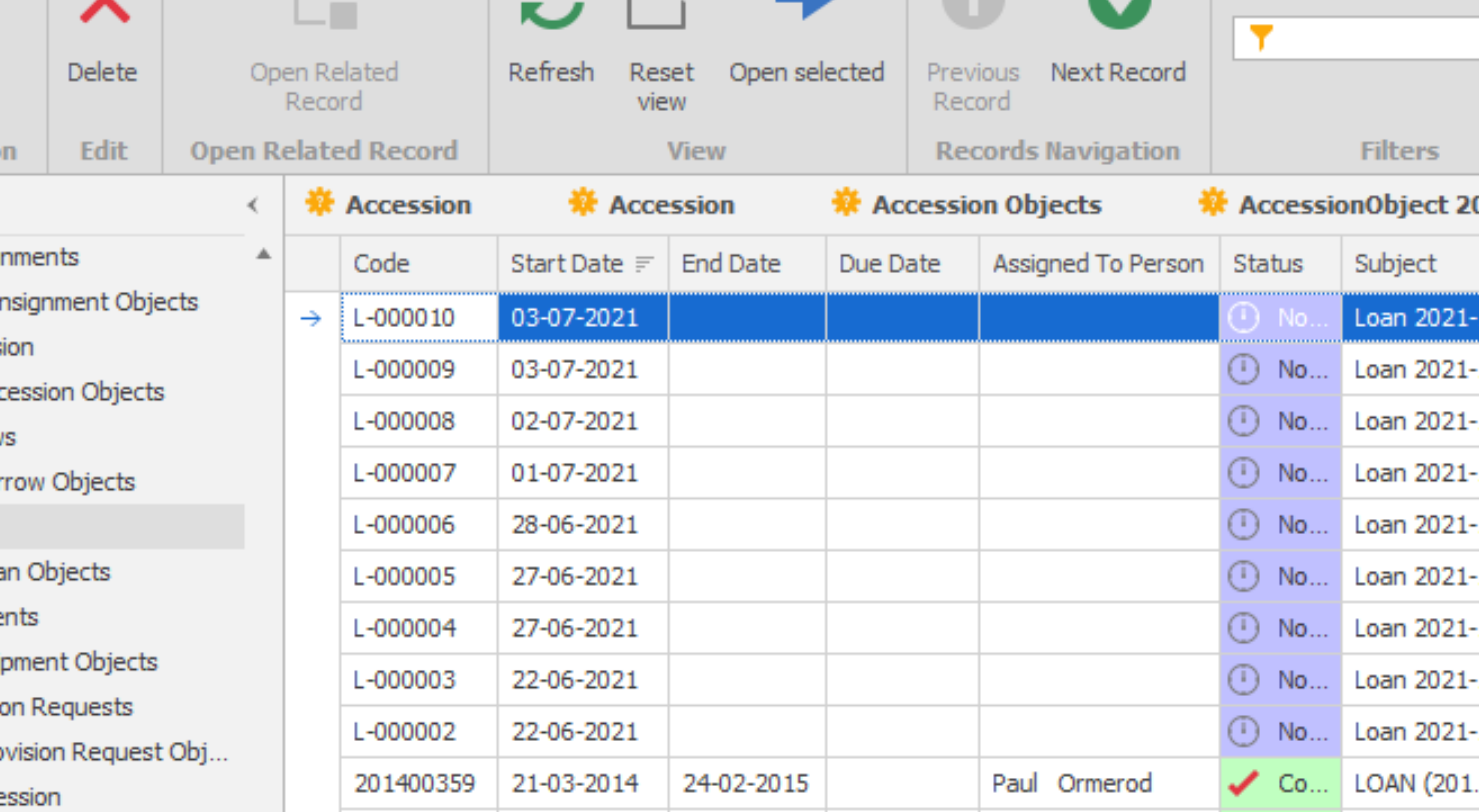 Delete
Open Related
Record
Refresh
Reset
view
Open selected
Previous
Record
Next Record
on
Edit
Open Related Record
View
Records Navigation
Filters
Accession
Accession
Accession Objects
AccessionObject 20
nments
nsignment Objects
sion
cession Objects
ws
rrow Objects
an Objects
ents
pment Objects
on Requests
ovision Request Obj...
ession
Code Start Date End Date Due Date Assigned To Person Status Subject
L-000010 03-07-2021 No... Loan 2021-
L-000009 03-07-2021 No... Loan 2021-
L-000008 02-07-2021 No... Loan 2021-
L-000007 01-07-2021 No... Loan 2021-
L-000006 28-06-2021 No... Loan 2021-
L-000005 27-06-2021 No... Loan 2021-
L-000004 27-06-2021 No... Loan 2021-
L-000003 22-06-2021 No... Loan 2021-
L-000002 22-06-2021 No... Loan 2021-
201400359 21-03-2014 24-02-2015 Paul Ormerod Co... LOAN (201.